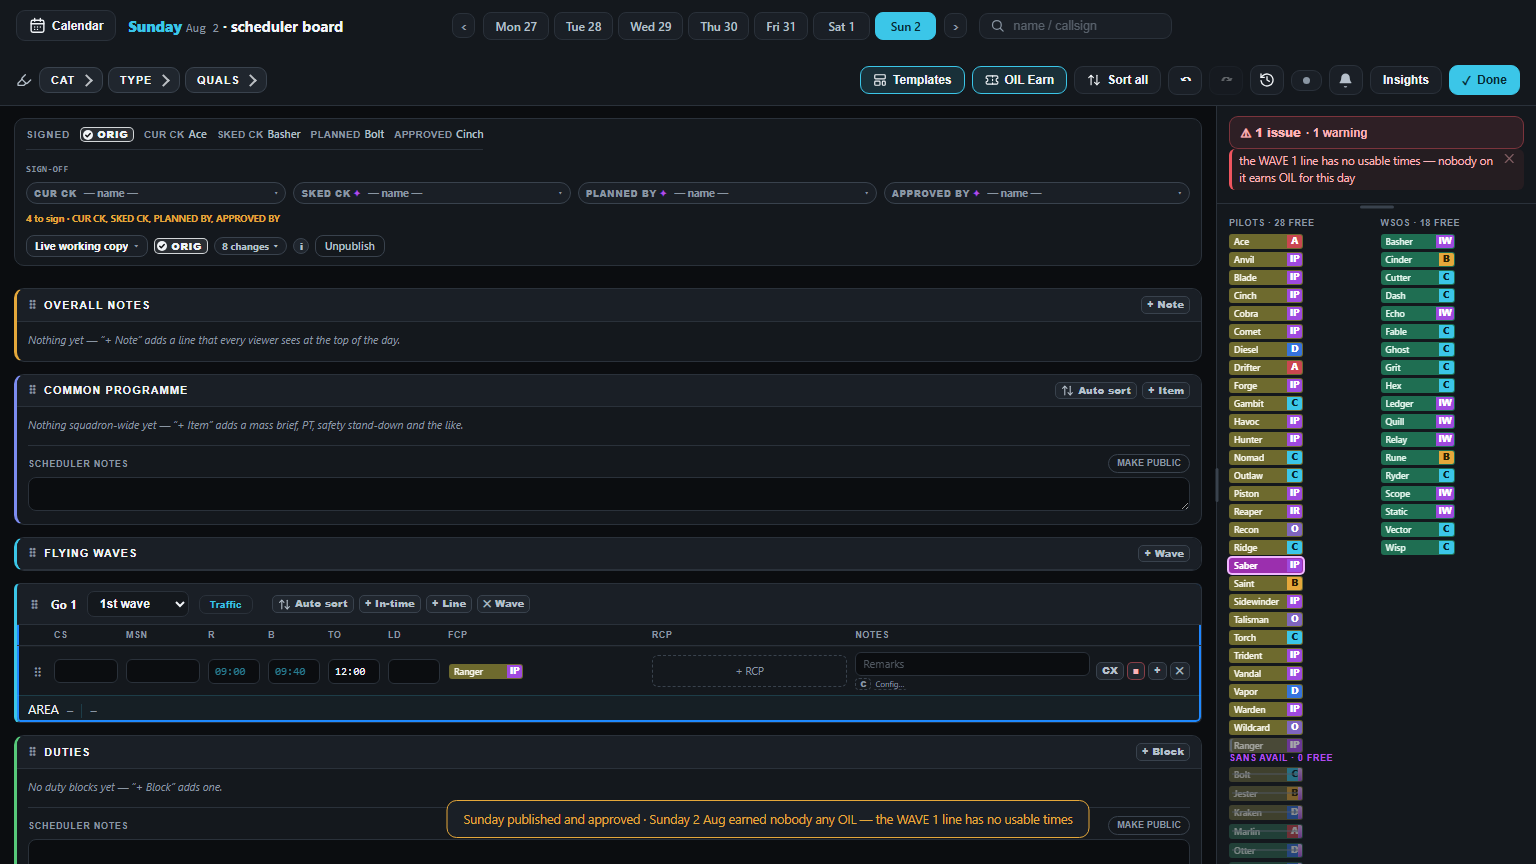 Calendar
Sunday Aug 2 · scheduler board
‹ Mon 27 Tue 28 Wed 29 Thu 30 Fri 31 Sat 1 Sun 2 ›
name / callsign
CAT TYPE QUALS
Templates OIL Earn Sort all Insights ✓ Done
SIGNED ORIG CUR CK Ace SKED CK Basher PLANNED Bolt APPROVED Cinch
SIGN-OFF
CUR CK — name — SKED CK ✦ — name — PLANNED BY ✦ — name — APPROVED BY ✦ — name —
4 to sign · CUR CK, SKED CK, PLANNED BY, APPROVED BY
Live working copy ORIG 8 changes i Unpublish
OVERALL NOTES + Note
Nothing yet — "+ Note" adds a line that every viewer sees at the top of the day.
COMMON PROGRAMME Auto sort + Item
Nothing squadron-wide yet — "+ Item" adds a mass brief, PT, safety stand-down and the like.
SCHEDULER NOTES MAKE PUBLIC
FLYING WAVES + Wave
Go 1 1st wave Traffic Auto sort + In-time + Line ✕ Wave
CS MSN R B TO LD FCP RCP NOTES
09:00 09:40 12:00 Ranger IP + RCP Remarks CX + ✕
C Config...
AREA – | –
DUTIES + Block
No duty blocks yet — "+ Block" adds one.
SCHEDULER NOTES MAKE PUBLIC
Sunday published and approved · Sunday 2 Aug earned nobody any OIL — the WAVE 1 line has no usable times
⚠ 1 issue · 1 warning
the WAVE 1 line has no usable times — nobody on
it earns OIL for this day
PILOTS · 28 FREE
Ace A
Anvil IP
Blade IP
Cinch IP
Cobra IP
Comet IP
Diesel D
Drifter A
Forge IP
Gambit C
Havoc IP
Hunter IP
Nomad C
Outlaw C
Piston IP
Reaper IR
Recon O
Ridge C
Saber IP
Saint B
Sidewinder IP
Talisman O
Torch C
Trident IP
Vandal IP
Vapor D
Warden IP
Wildcard O
Ranger IP
SANS AVAIL · 0 FREE
Bolt C
Jester B
Kraken D
Marlin A
Otter D
WSOS · 18 FREE
Basher IW
Cinder B
Cutter C
Dash C
Echo IW
Fable C
Ghost C
Grit C
Hex C
Ledger IW
Quill IW
Relay IW
Rune B
Ryder C
Scope IW
Static IW
Vector C
Wisp C